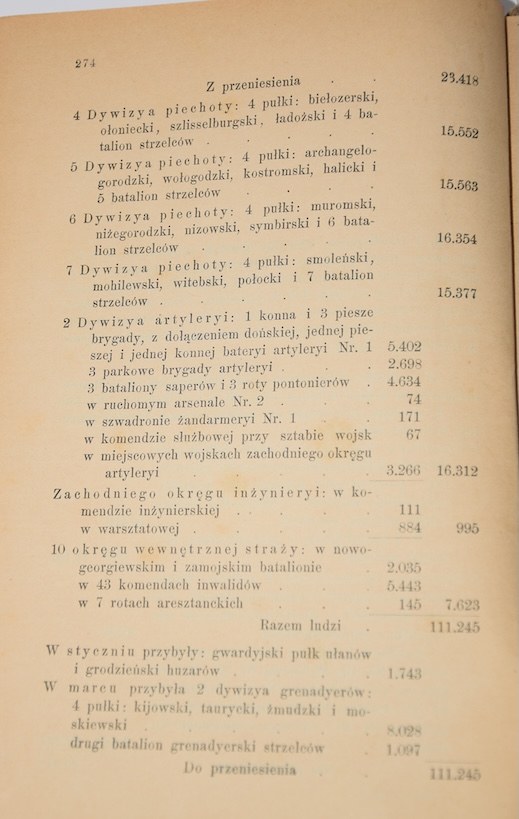 274
Z przeniesienia . . 23.418
4 Dywizya piechoty: 4 pułki: biełozerski,
ołoniecki, szlisselburgski, ładożski i 4 ba-
talion strzelców . . . . . 15.552
5 Dywizya piechoty: 4 pułki: archangelo-
gorodzki, wołogodzki, kostromski, halicki i
5 batalion strzelców . . . . 15.563
6 Dywizya piechoty: 4 pułki: muromski,
niżegorodzki, nizowski, symbirski i 6 bata-
lion strzelców . . . . . 16.354
7 Dywizya piechoty: 4 pułki: smoleński,
mohilewski, witebski, połocki i 7 batalion
strzelców . . . . . . 15.377
2 Dywizya artyleryi: 1 konna i 3 piesze
brygady, z dołączeniem dońskiej, jednej pie-
szej i jednej konnej bateryi artyleryi Nr. 1 5.402
3 parkowe brygady artyleryi . . . 2.698
3 bataliony saperów i 3 roty pontonierów . 4.634
w ruchomym arsenale Nr. 2 . . . 74
w szwadronie żandarmeryi Nr. 1 . . 171
w komendzie służbowej przy sztabie wojsk 67
w miejscowych wojskach zachodniego okręgu
artyleryi . . . . . 3.266 16.312
Zachodniego okręgu inżynieryi: w ko-
mendzie inżynierskiej . . . . . 111
w warsztatowej . . . . . 884 995
10 okręgu wewnętrznej straży: w nowo-
georgiewskim i zamojskim batalionie . 2.035
w 43 komendach inwalidów . . . 5.443
w 7 rotach aresztanckich . . . 145 7.623
Razem ludzi . 111.245
W styczniu przybyły: gwardyjski pułk ułanów
i grodzieński huzarów . . . . 1.743
W marcu przybyła 2 dywizya grenadyerów:
4 pułki: kijowski, taurycki, żmudzki i mo-
skiewski . . . . . . 8.028
drugi batalion grenadyerski strzelców . 1.097
Do przeniesienia . . 111.245